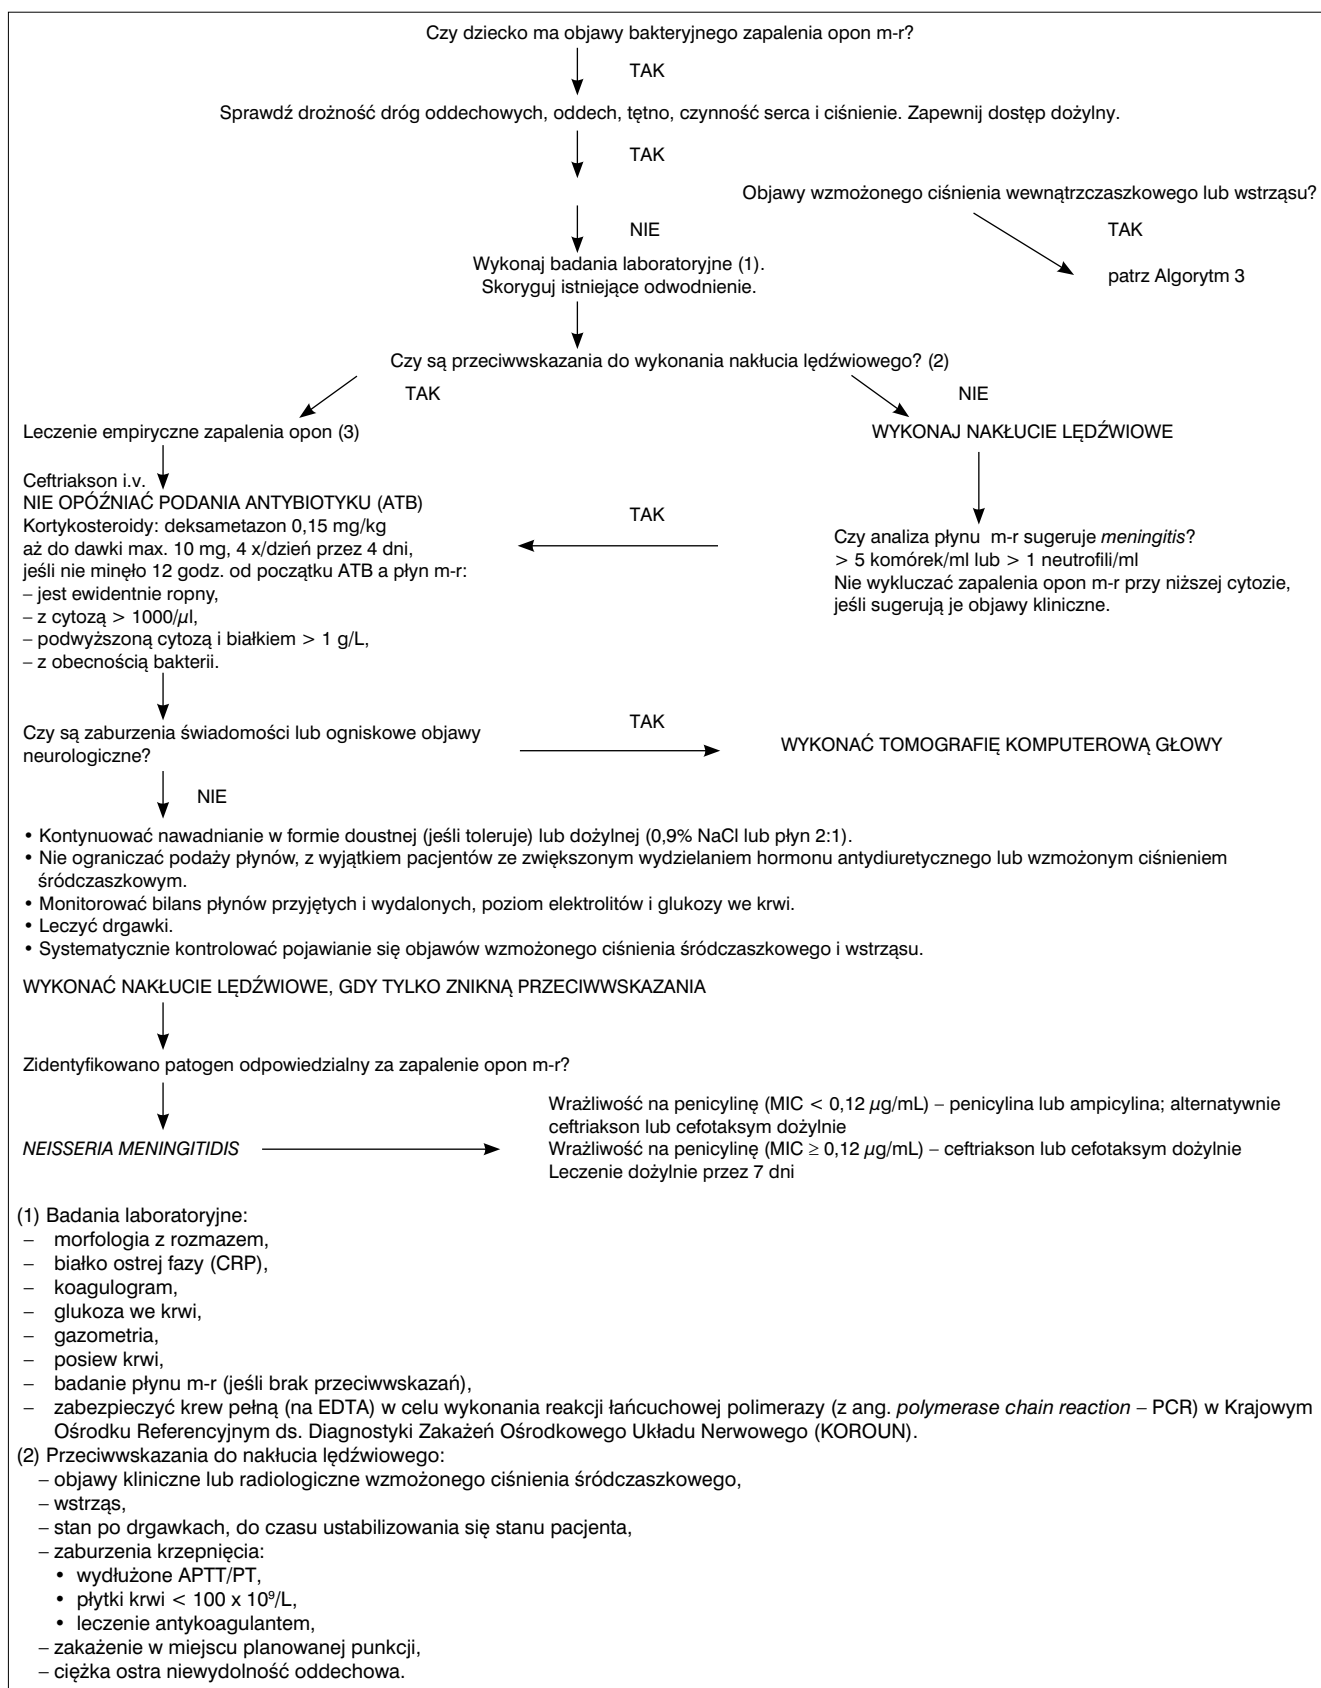 Czy dziecko ma objawy bakteryjnego zapalenia opon m-r?
TAK
Sprawdź drożność dróg oddechowych, oddech, tętno, czynność serca i ciśnienie. Zapewnij dostęp dożylny.
TAK
Objawy wzmożonego ciśnienia wewnątrzczaszkowego lub wstrząsu?
NIE
TAK
Wykonaj badania laboratoryjne (1).
Skoryguj istniejące odwodnienie.
patrz Algorytm 3
Czy są przeciwwskazania do wykonania nakłucia lędźwiowego? (2)
TAK
NIE
Leczenie empiryczne zapalenia opon (3)
WYKONAJ NAKŁUCIE LĘDŹWIOWE
Ceftriakson i.v.
NIE OPÓŹNIAĆ PODANIA ANTYBIOTYKU (ATB)
Kortykosteroidy: deksametazon 0,15 mg/kg
aż do dawki max. 10 mg, 4 x/dzień przez 4 dni,
jeśli nie minęło 12 godz. od początku ATB a płyn m-r:
– jest ewidentnie ropny,
– z cytozą > 1000/µl,
– podwyższoną cytozą i białkiem > 1 g/L,
– z obecnością bakterii.
TAK
Czy analiza płynu m-r sugeruje meningitis?
> 5 komórek/ml lub > 1 neutrofili/ml
Nie wykluczać zapalenia opon m-r przy niższej cytozie,
jeśli sugerują je objawy kliniczne.
Czy są zaburzenia świadomości lub ogniskowe objawy
neurologiczne?
TAK
WYKONAĆ TOMOGRAFIĘ KOMPUTEROWĄ GŁOWY
NIE
• Kontynuować nawadnianie w formie doustnej (jeśli toleruje) lub dożylnej (0,9% NaCl lub płyn 2:1).
• Nie ograniczać podaży płynów, z wyjątkiem pacjentów ze zwiększonym wydzielaniem hormonu antydiuretycznego lub wzmożonym ciśnieniem
śródczaszkowym.
• Monitorować bilans płynów przyjętych i wydalonych, poziom elektrolitów i glukozy we krwi.
• Leczyć drgawki.
• Systematycznie kontrolować pojawianie się objawów wzmożonego ciśnienia śródczaszkowego i wstrząsu.
WYKONAĆ NAKŁUCIE LĘDŹWIOWE, GDY TYLKO ZNIKNĄ PRZECIWWSKAZANIA
Zidentyfikowano patogen odpowiedzialny za zapalenie opon m-r?
NEISSERIA MENINGITIDIS
Wrażliwość na penicylinę (MIC < 0,12 µg/mL) – penicylina lub ampicylina; alternatywnie
ceftriakson lub cefotaksym dożylnie
Wrażliwość na penicylinę (MIC ≥ 0,12 µg/mL) – ceftriakson lub cefotaksym dożylnie
Leczenie dożylnie przez 7 dni
(1) Badania laboratoryjne:
– morfologia z rozmazem,
– białko ostrej fazy (CRP),
– koagulogram,
– glukoza we krwi,
– gazometria,
– posiew krwi,
– badanie płynu m-r (jeśli brak przeciwwskazań),
– zabezpieczyć krew pełną (na EDTA) w celu wykonania reakcji łańcuchowej polimerazy (z ang. polymerase chain reaction – PCR) w Krajowym
Ośrodku Referencyjnym ds. Diagnostyki Zakażeń Ośrodkowego Układu Nerwowego (KOROUN).
(2) Przeciwwskazania do nakłucia lędźwiowego:
– objawy kliniczne lub radiologiczne wzmożonego ciśnienia śródczaszkowego,
– wstrząs,
– stan po drgawkach, do czasu ustabilizowania się stanu pacjenta,
– zaburzenia krzepnięcia:
• wydłużone APTT/PT,
• płytki krwi < 100 x 10⁹/L,
• leczenie antykoagulantem,
– zakażenie w miejscu planowanej punkcji,
– ciężka ostra niewydolność oddechowa.